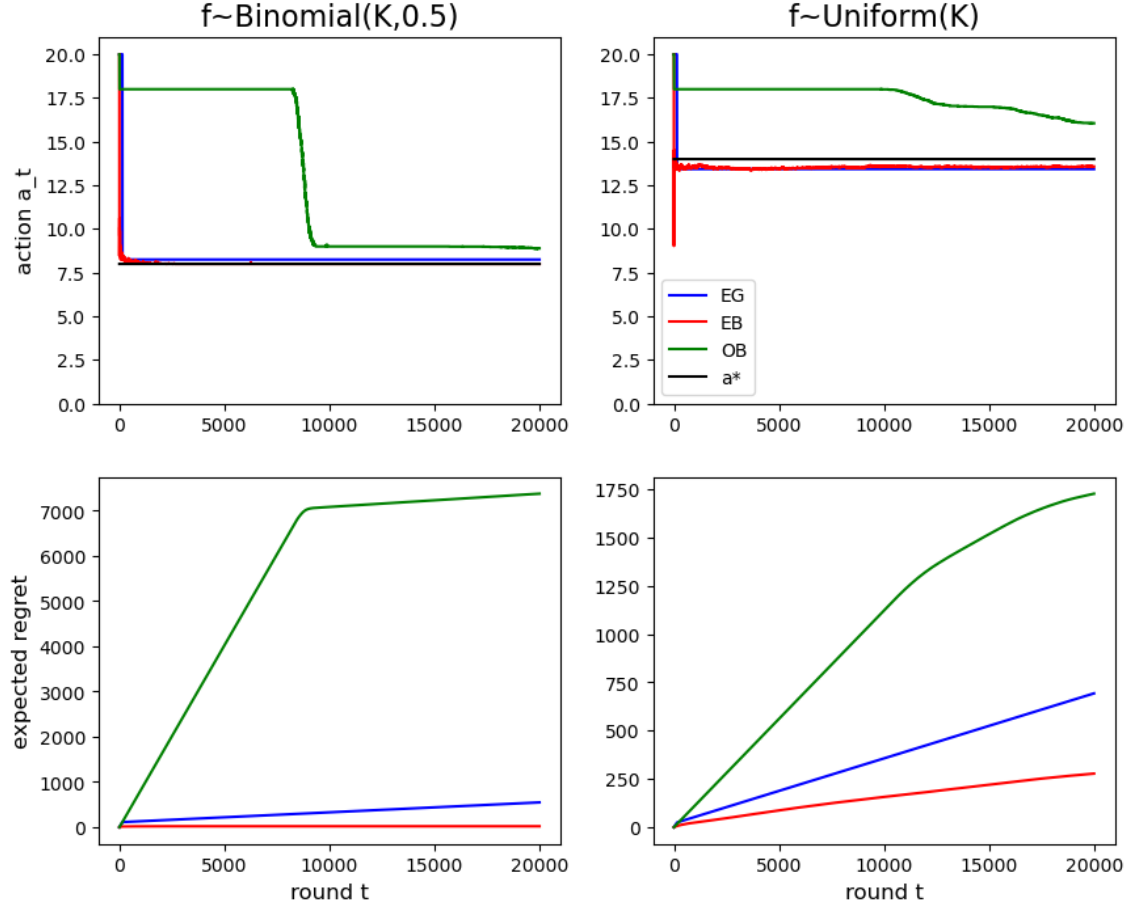 f~Binomial(K,0.5)
f~Uniform(K)
action a_t
20.0
17.5
15.0
12.5
10.0
7.5
5.0
2.5
0.0
0 5000 10000 15000 20000
20.0
17.5
15.0
12.5
10.0
7.5
5.0
2.5
0.0
EG
EB
OB
a*
0 5000 10000 15000 20000
expected regret
7000
6000
5000
4000
3000
2000
1000
0
0 5000 10000 15000 20000
round t
1750
1500
1250
1000
750
500
250
0
0 5000 10000 15000 20000
round t